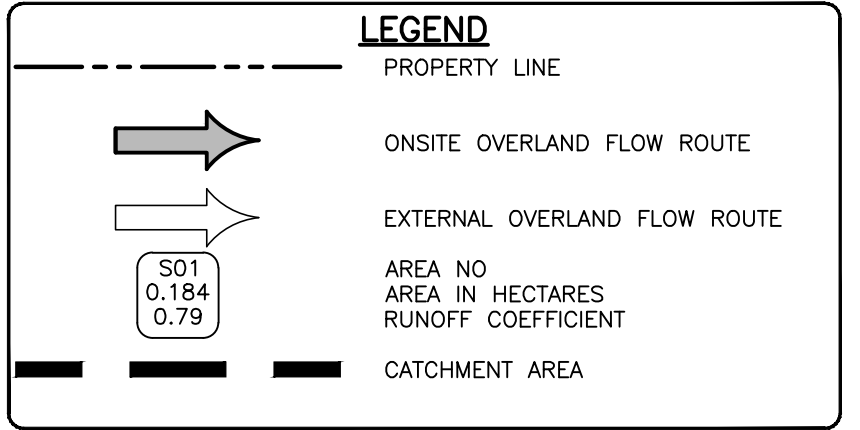 LEGEND
PROPERTY LINE
ONSITE OVERLAND FLOW ROUTE
EXTERNAL OVERLAND FLOW ROUTE
S01 AREA NO
0.184 AREA IN HECTARES
0.79 RUNOFF COEFFICIENT
CATCHMENT AREA